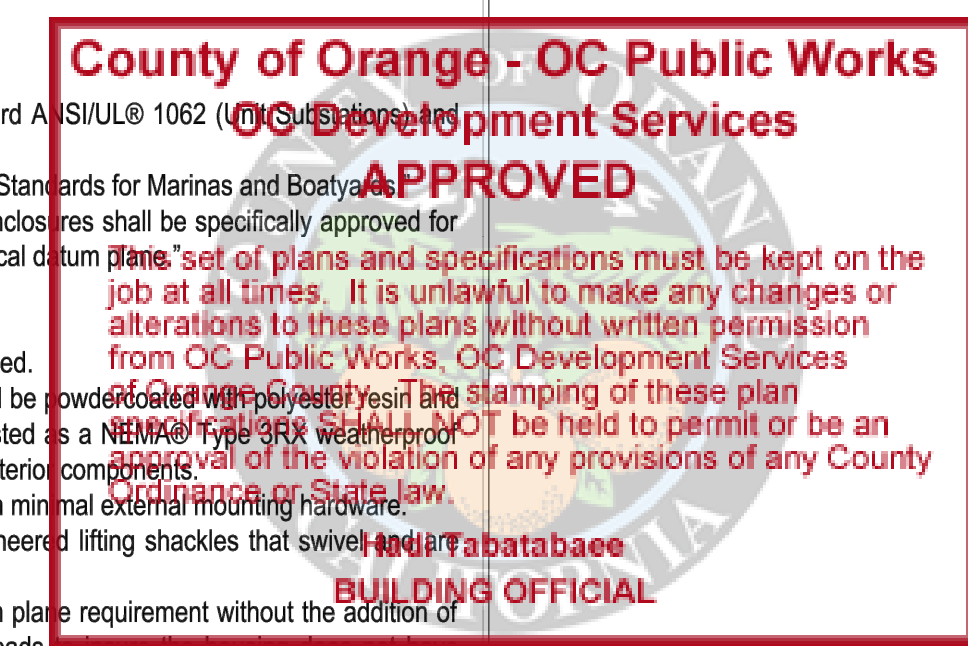 County of Orange - OC Public Works
rd ANSI/UL® 1062 (Unit Substations) and
OC Development Services
APPROVED
Standards for Marinas and Boatyards."
nclosures shall be specifically approved for
cal datum plane."
This set of plans and specifications must be kept on the
job at all times. It is unlawful to make any changes or
alterations to these plans without written permission
from OC Public Works, OC Development Services
ed.
of Orange County. The stamping of these plan
l be powdercoated with polyester resin and
specifications SHALL NOT be held to permit or be an
sted as a NEMA® Type 3RX weatherproof
approval of the violation of any provisions of any County
terior components.
Ordinance or State law.
n minimal external mounting hardware.
neered lifting shackles that swivel and are
Hadi Tabatabaee
BUILDING OFFICIAL
n plane requirement without the addition of
COUNTY OF ORANGE
CALIFORNIA